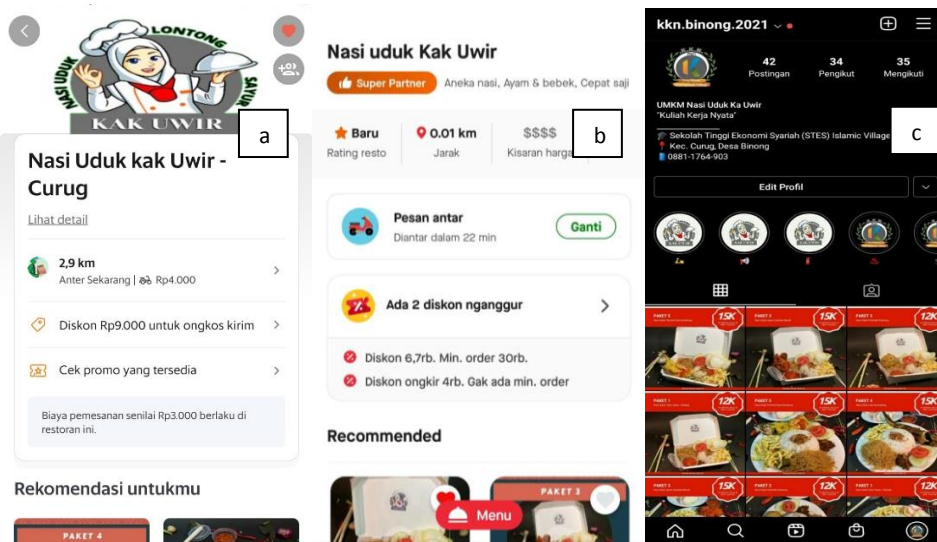 LONTONG
NASI UDUK
SAYUR
KAK UWIR
a
Nasi Uduk kak Uwir -
Curug
Lihat detail
2,9 km
Anter Sekarang | Rp4.000
Diskon Rp9.000 untuk ongkos kirim
Cek promo yang tersedia
Biaya pemesanan senilai Rp3.000 berlaku di
restoran ini.
Rekomendasi untukmu
PAKET 4
Nasi uduk Kak Uwir
Super Partner Aneka nasi, Ayam & bebek, Cepat saji
Baru 0.01 km $$$$
Rating resto Jarak Kisaran harga
b
Pesan antar
Diantar dalam 22 min
Ganti
Ada 2 diskon nganggur
Diskon 6,7rb. Min. order 30rb.
Diskon ongkir 4rb. Gak ada min. order
Recommended
PAKET 3
Menu
kkn.binong.2021
42 34 35
Postingan Pengikut Mengikuti
UMKM Nasi Uduk Ka Uwir
"Kuliah Kerja Nyata"
Sekolah Tinggi Ekonomi Syariah (STES) Islamic Village
Kec. Curug, Desa Binong
0881-1764-903
c
Edit Profil
15K 15K 12K
12K 15K 15K
15K 12K 12K